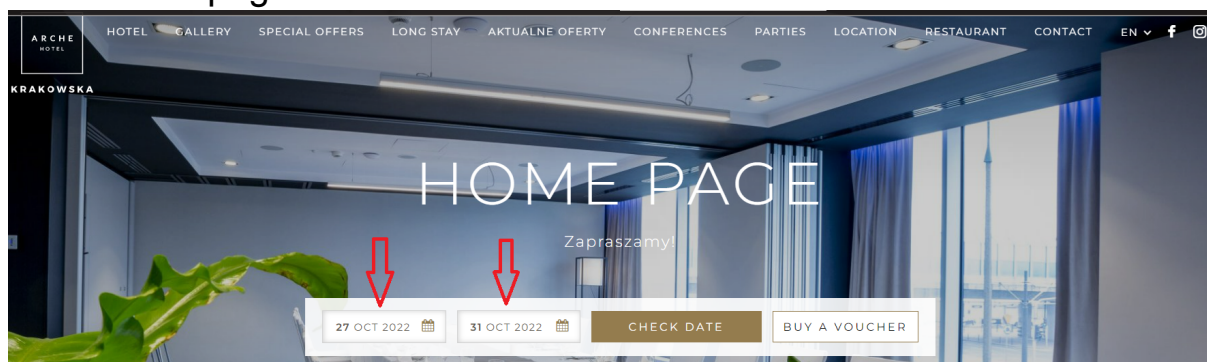 ARCHE
HOTEL
KRAKOWSKA
HOTEL GALLERY SPECIAL OFFERS LONG STAY AKTUALNE OFERTY CONFERENCES PARTIES LOCATION RESTAURANT CONTACT EN
HOME PAGE
Zapraszamy!
27 OCT 2022 31 OCT 2022 CHECK DATE BUY A VOUCHER